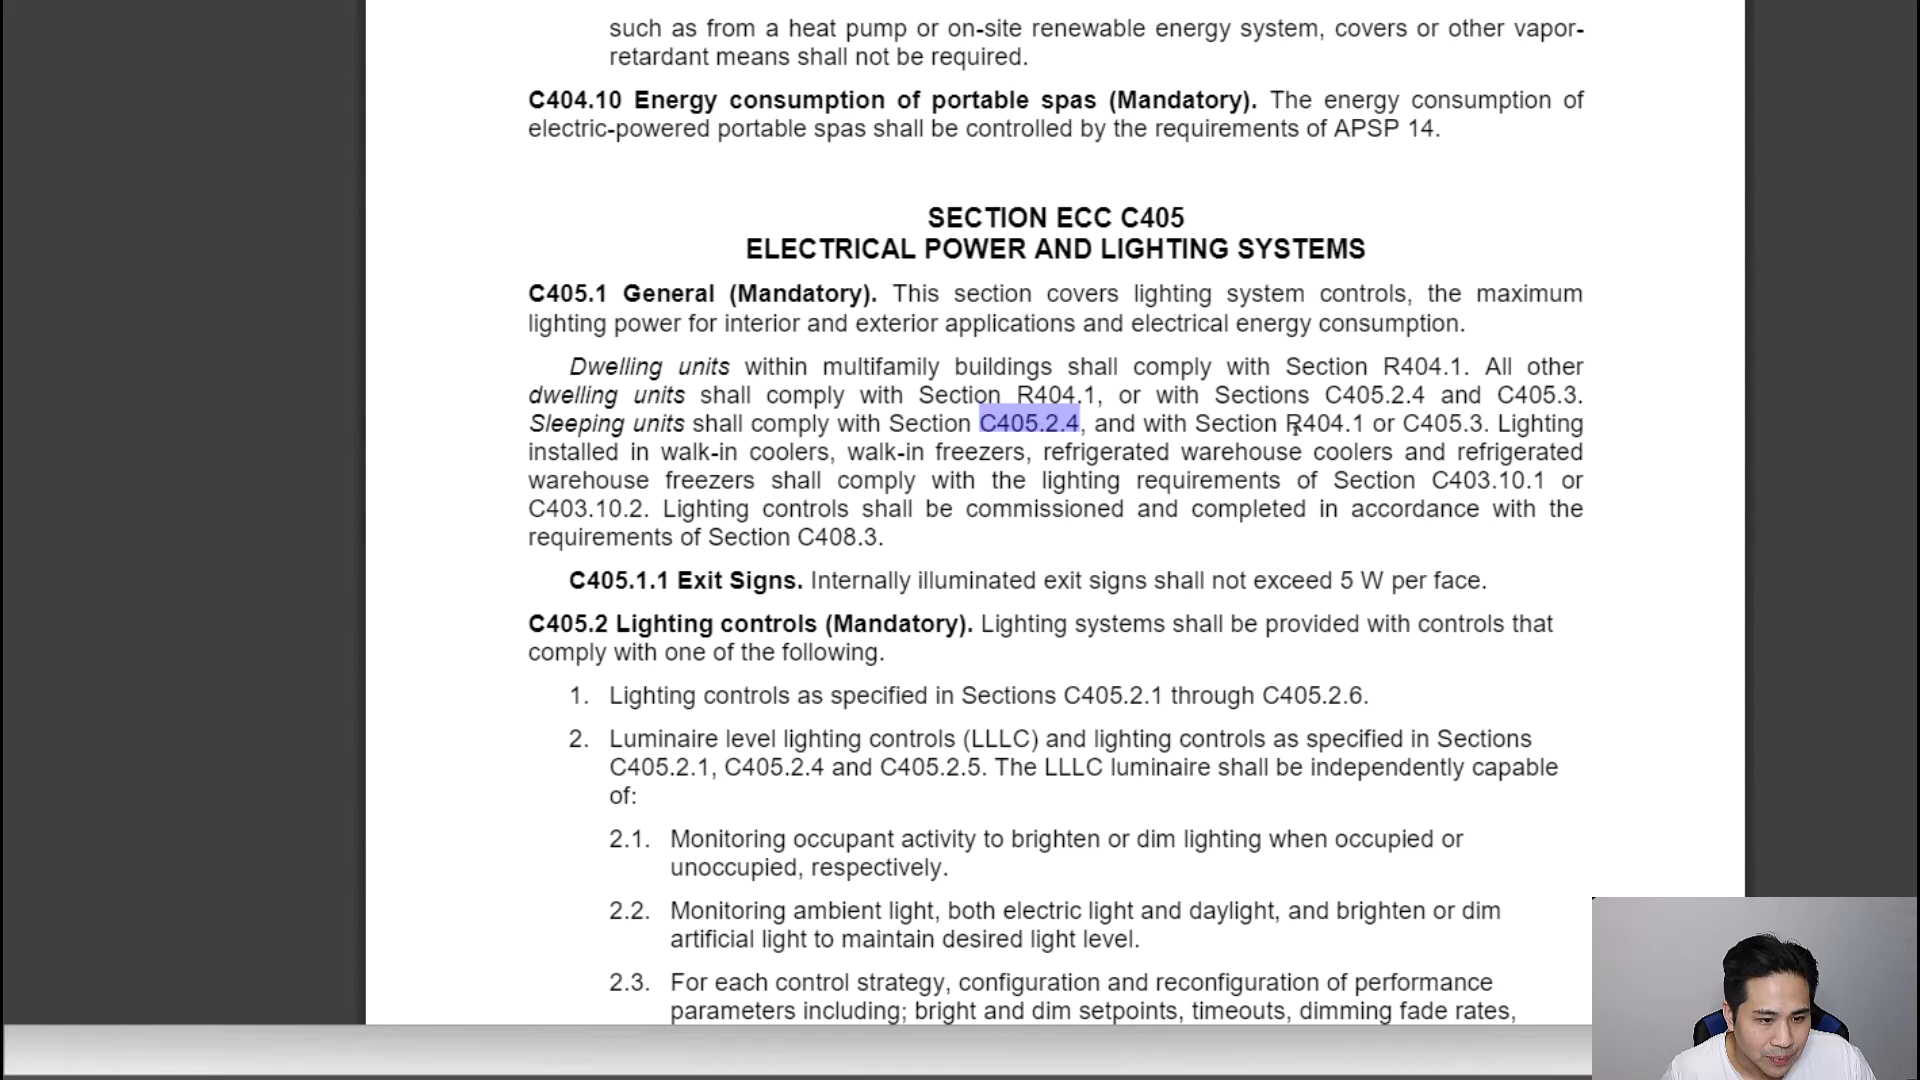 such as from a heat pump or on-site renewable energy system, covers or other vapor-
retardant means shall not be required.
C404.10 Energy consumption of portable spas (Mandatory). The energy consumption of
electric-powered portable spas shall be controlled by the requirements of APSP 14.
SECTION ECC C405
ELECTRICAL POWER AND LIGHTING SYSTEMS
C405.1 General (Mandatory). This section covers lighting system controls, the maximum
lighting power for interior and exterior applications and electrical energy consumption.
Dwelling units within multifamily buildings shall comply with Section R404.1. All other
dwelling units shall comply with Section R404.1, or with Sections C405.2.4 and C405.3.
Sleeping units shall comply with Section C405.2.4, and with Section R404.1 or C405.3. Lighting
installed in walk-in coolers, walk-in freezers, refrigerated warehouse coolers and refrigerated
warehouse freezers shall comply with the lighting requirements of Section C403.10.1 or
C403.10.2. Lighting controls shall be commissioned and completed in accordance with the
requirements of Section C408.3.
C405.1.1 Exit Signs. Internally illuminated exit signs shall not exceed 5 W per face.
C405.2 Lighting controls (Mandatory). Lighting systems shall be provided with controls that
comply with one of the following.
1. Lighting controls as specified in Sections C405.2.1 through C405.2.6.
2. Luminaire level lighting controls (LLLC) and lighting controls as specified in Sections
C405.2.1, C405.2.4 and C405.2.5. The LLLC luminaire shall be independently capable
of:
2.1. Monitoring occupant activity to brighten or dim lighting when occupied or
unoccupied, respectively.
2.2. Monitoring ambient light, both electric light and daylight, and brighten or dim
artificial light to maintain desired light level.
2.3. For each control strategy, configuration and reconfiguration of performance
parameters including; bright and dim setpoints, timeouts, dimming fade rates,